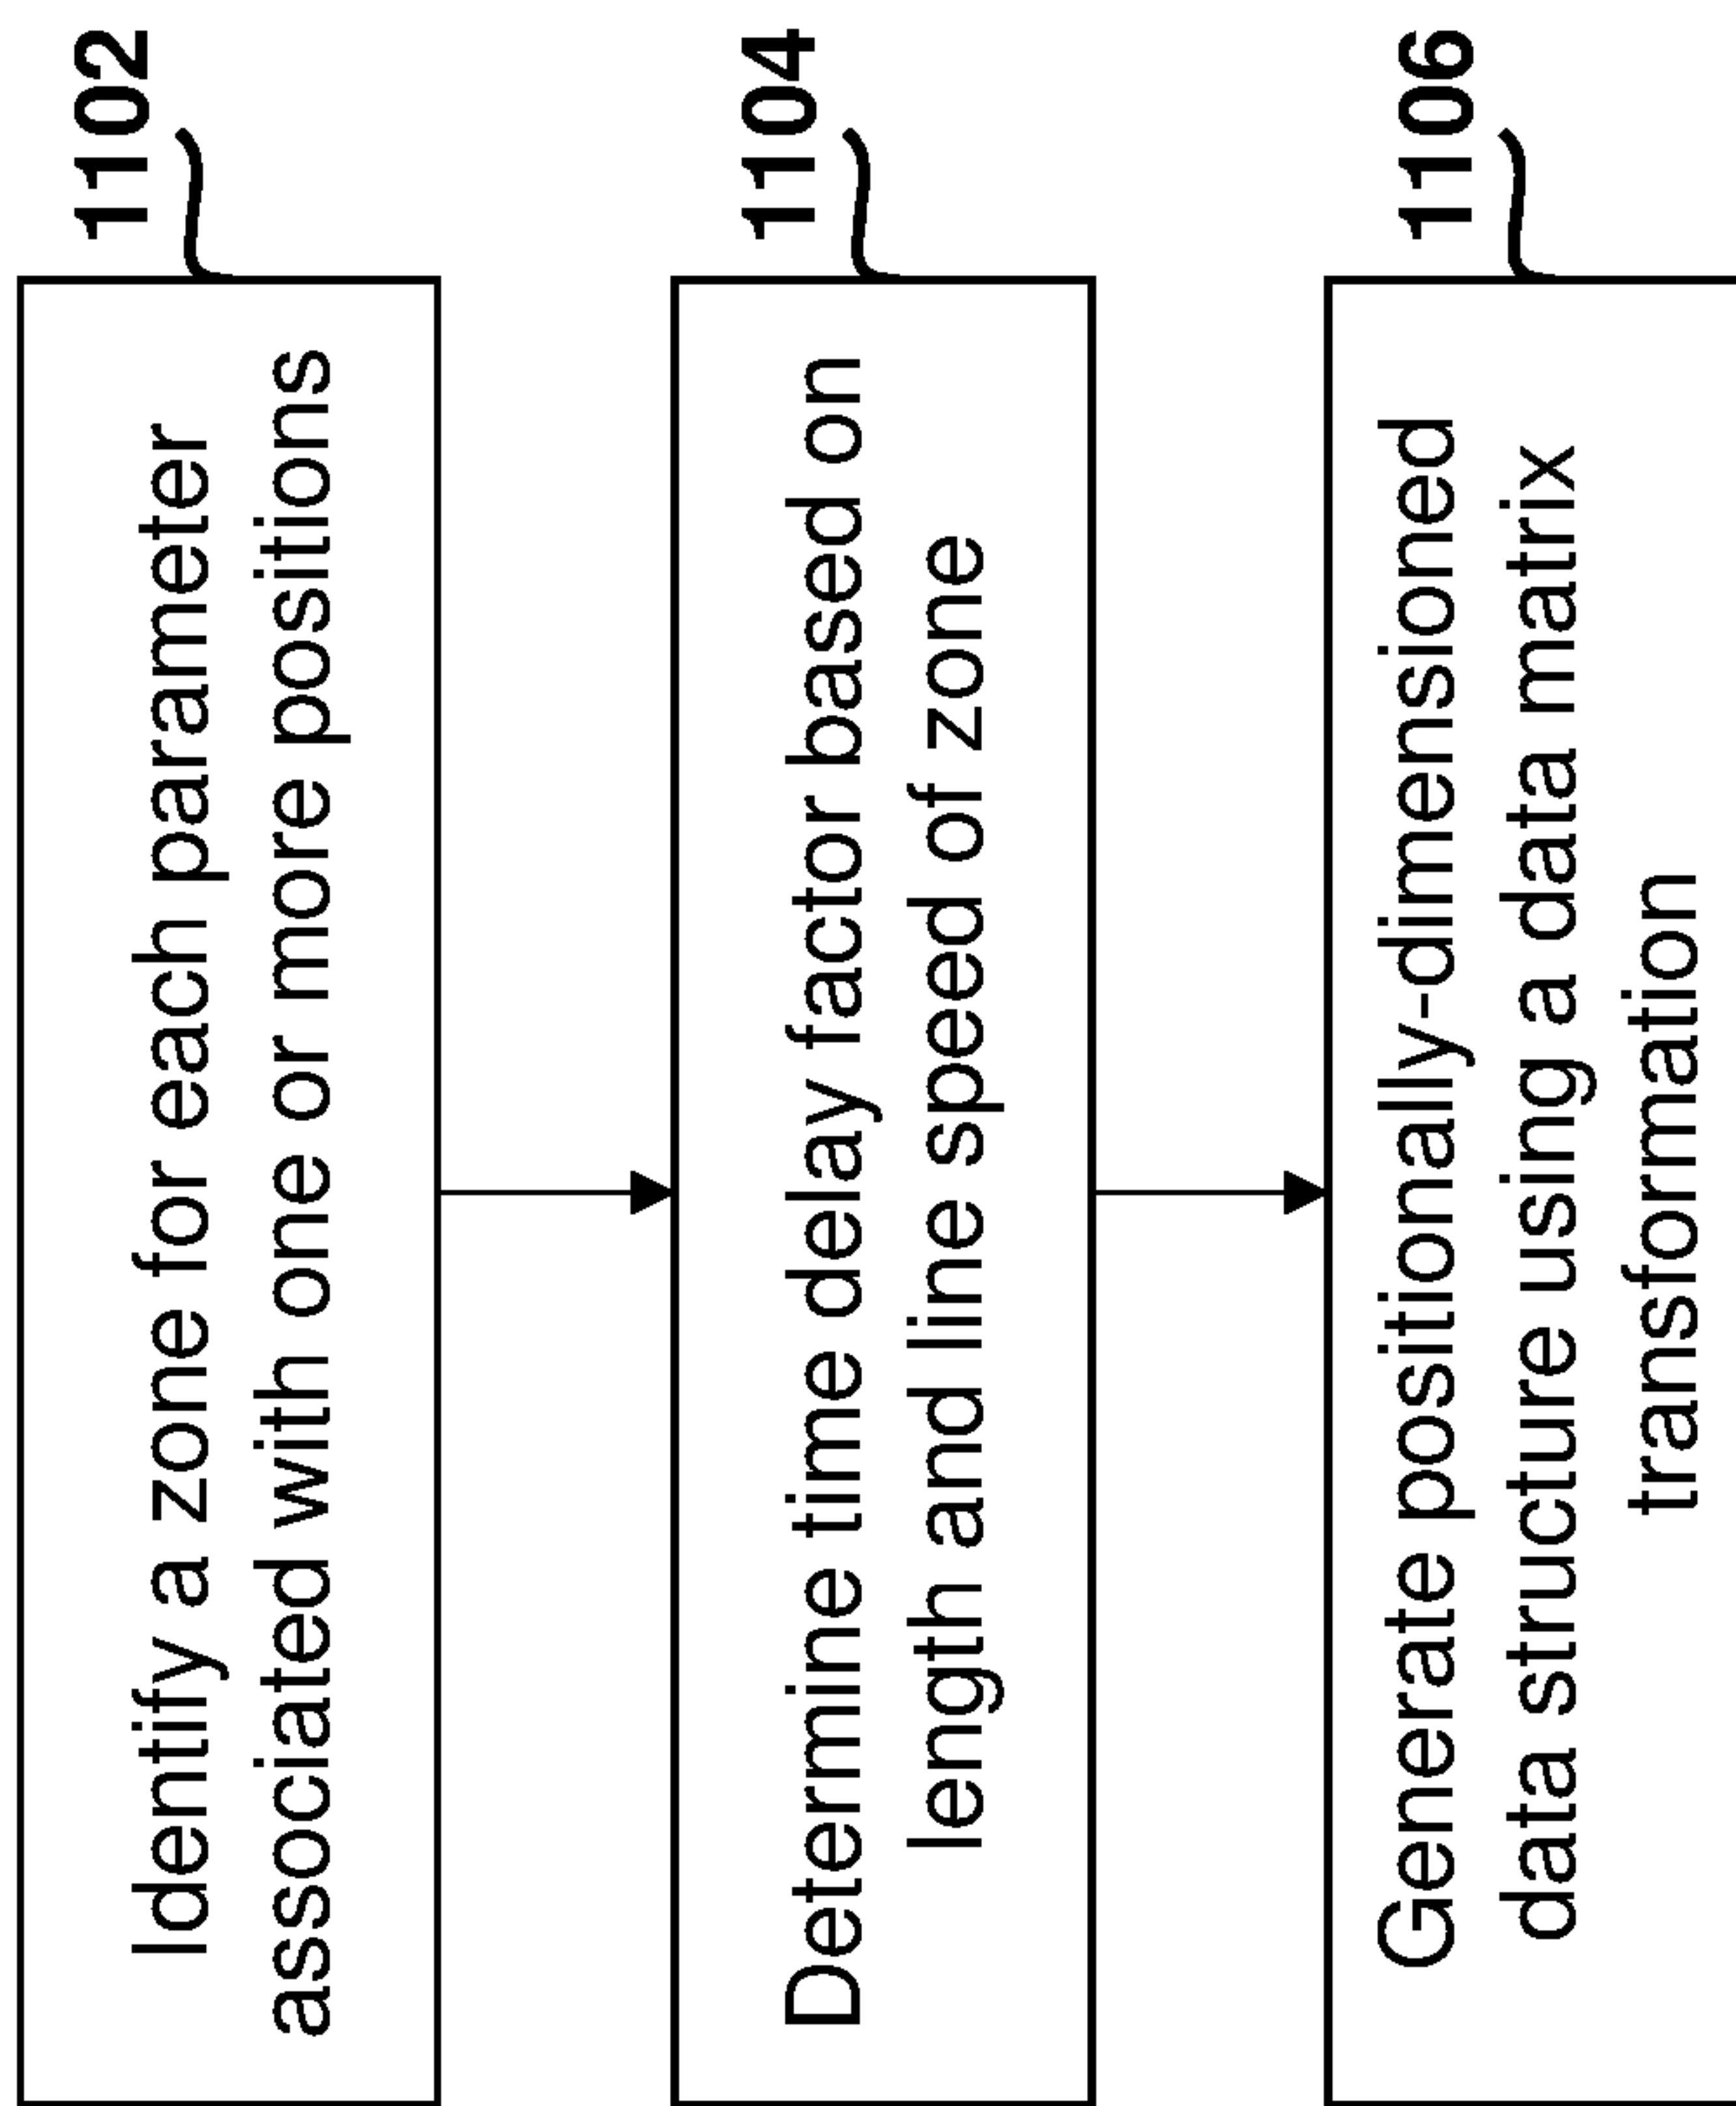 1102
Identify a zone for each parameter
associated with one or more positions
1104
Determine time delay factor based on
length and line speed of zone
1106
Generate positionally-dimensioned
data structure using a data matrix
transformation